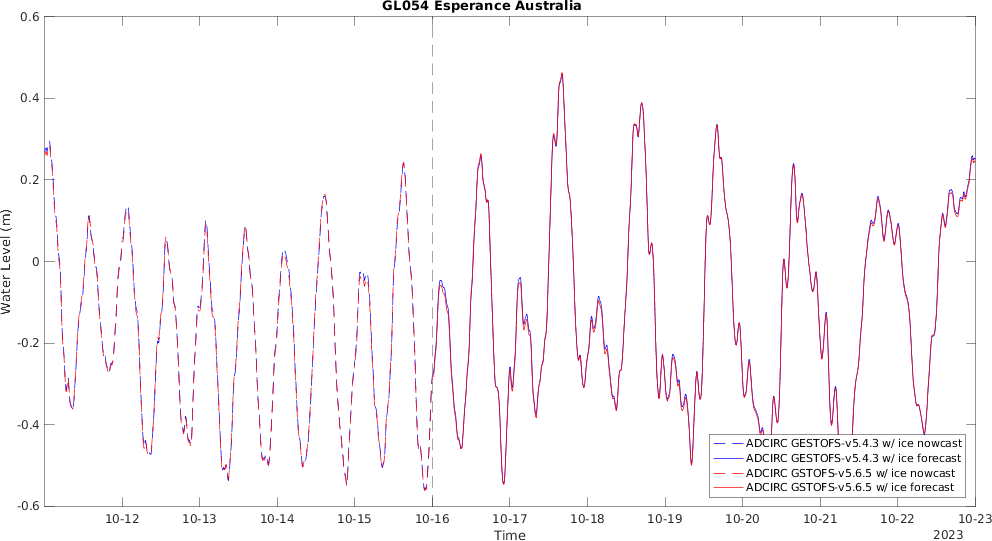 GL054 Esperance Australia
0.6
0.4
0.2
0
-0.2
-0.4
-0.6
Water Level (m)
ADCIRC GESTOFS-v5.4.3 w/ ice nowcast
ADCIRC GESTOFS-v5.4.3 w/ ice forecast
ADCIRC GSTOFS-v5.6.5 w/ ice nowcast
ADCIRC GSTOFS-v5.6.5 w/ ice forecast
10-12 10-13 10-14 10-15 10-16 10-17 10-18 10-19 10-20 10-21 10-22 10-23
Time
2023